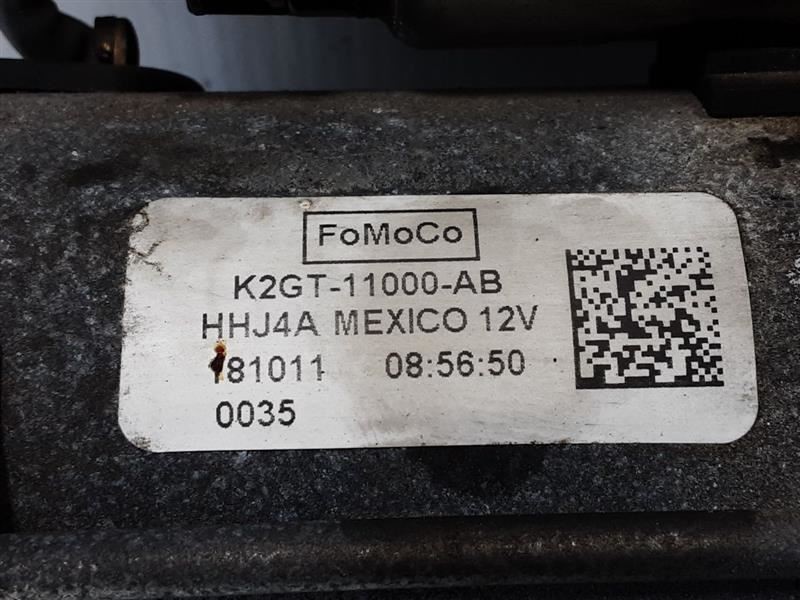 FoMoCo
K2GT-11000-AB
HHJ4A MEXICO 12V
181011 08:56:50
0035